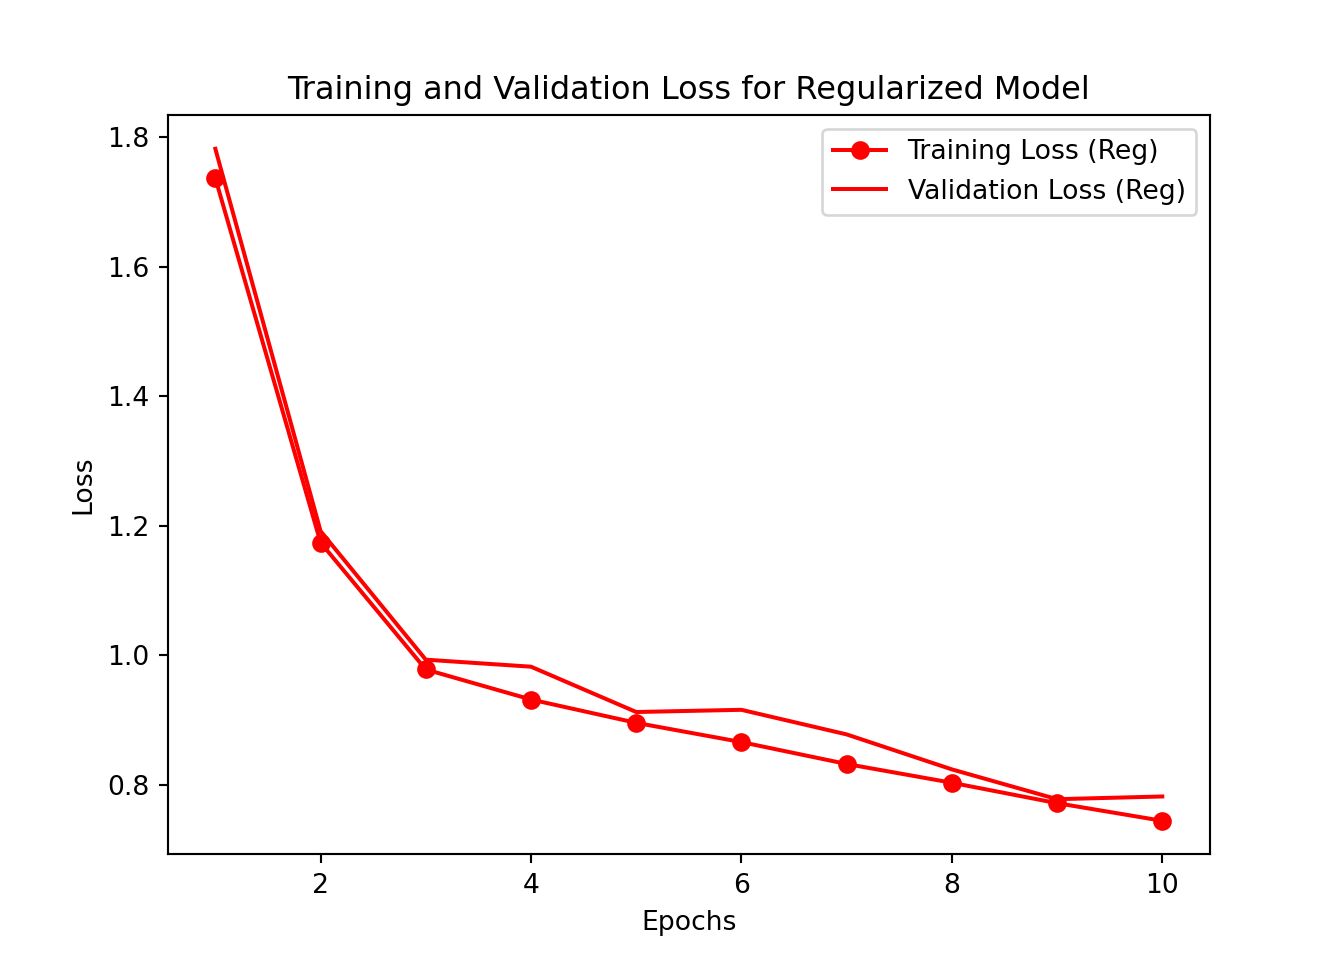 Training and Validation Loss for Regularized Model
Training Loss (Reg)
Validation Loss (Reg)
Loss
1.8
1.6
1.4
1.2
1.0
0.8
2 4 6 8 10
Epochs